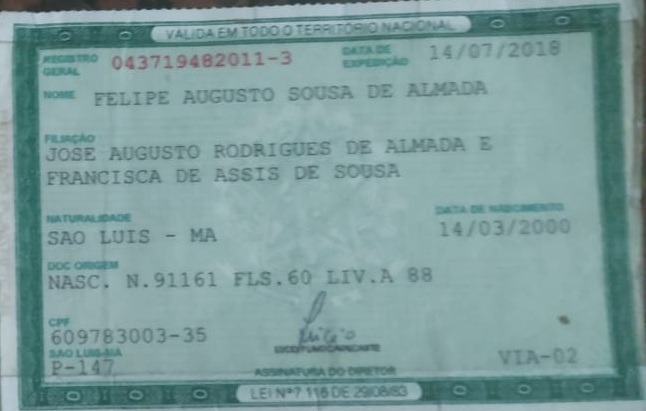 VÁLIDA EM TODO O TERRITÓRIO NACIONAL
REGISTRO GERAL 043719482011-3 DATA DE EXPEDIÇÃO 14/07/2018
NOME FELIPE AUGUSTO SOUSA DE ALMADA
FILIAÇÃO
JOSE AUGUSTO RODRIGUES DE ALMADA E
FRANCISCA DE ASSIS DE SOUSA
NATURALIDADE DATA DE NASCIMENTO
SAO LUIS - MA 14/03/2000
DOC ORIGEM
NASC. N.91161 FLS.60 LIV.A 88
CPF
609783003-35
SAO LUIS-MA
P-147 VIA-02
ASSINATURA DO DIRETOR
LEI Nº 7.116 DE 29/08/83